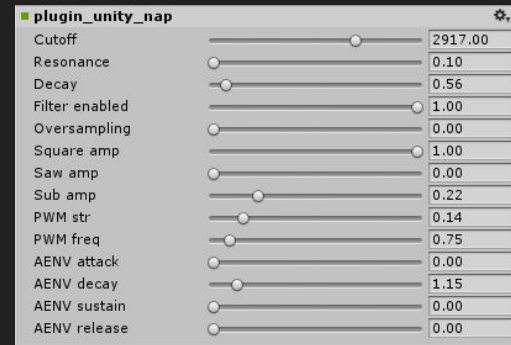 plugin_unity_nap
Cutoff 2917.00
Resonance 0.10
Decay 0.56
Filter enabled 1.00
Oversampling 0.00
Square amp 1.00
Saw amp 0.00
Sub amp 0.22
PWM str 0.14
PWM freq 0.75
AENV attack 0.00
AENV decay 1.15
AENV sustain 0.00
AENV release 0.00